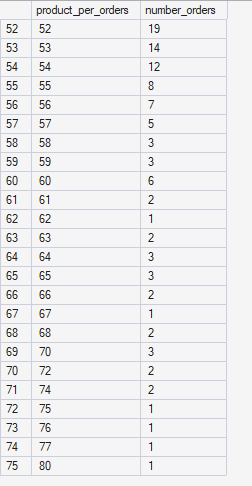 product_per_orders number_orders
52 52 19
53 53 14
54 54 12
55 55 8
56 56 7
57 57 5
58 58 3
59 59 3
60 60 6
61 61 2
62 62 1
63 63 2
64 64 3
65 65 3
66 66 2
67 67 1
68 68 2
69 70 3
70 72 2
71 74 2
72 75 1
73 76 1
74 77 1
75 80 1